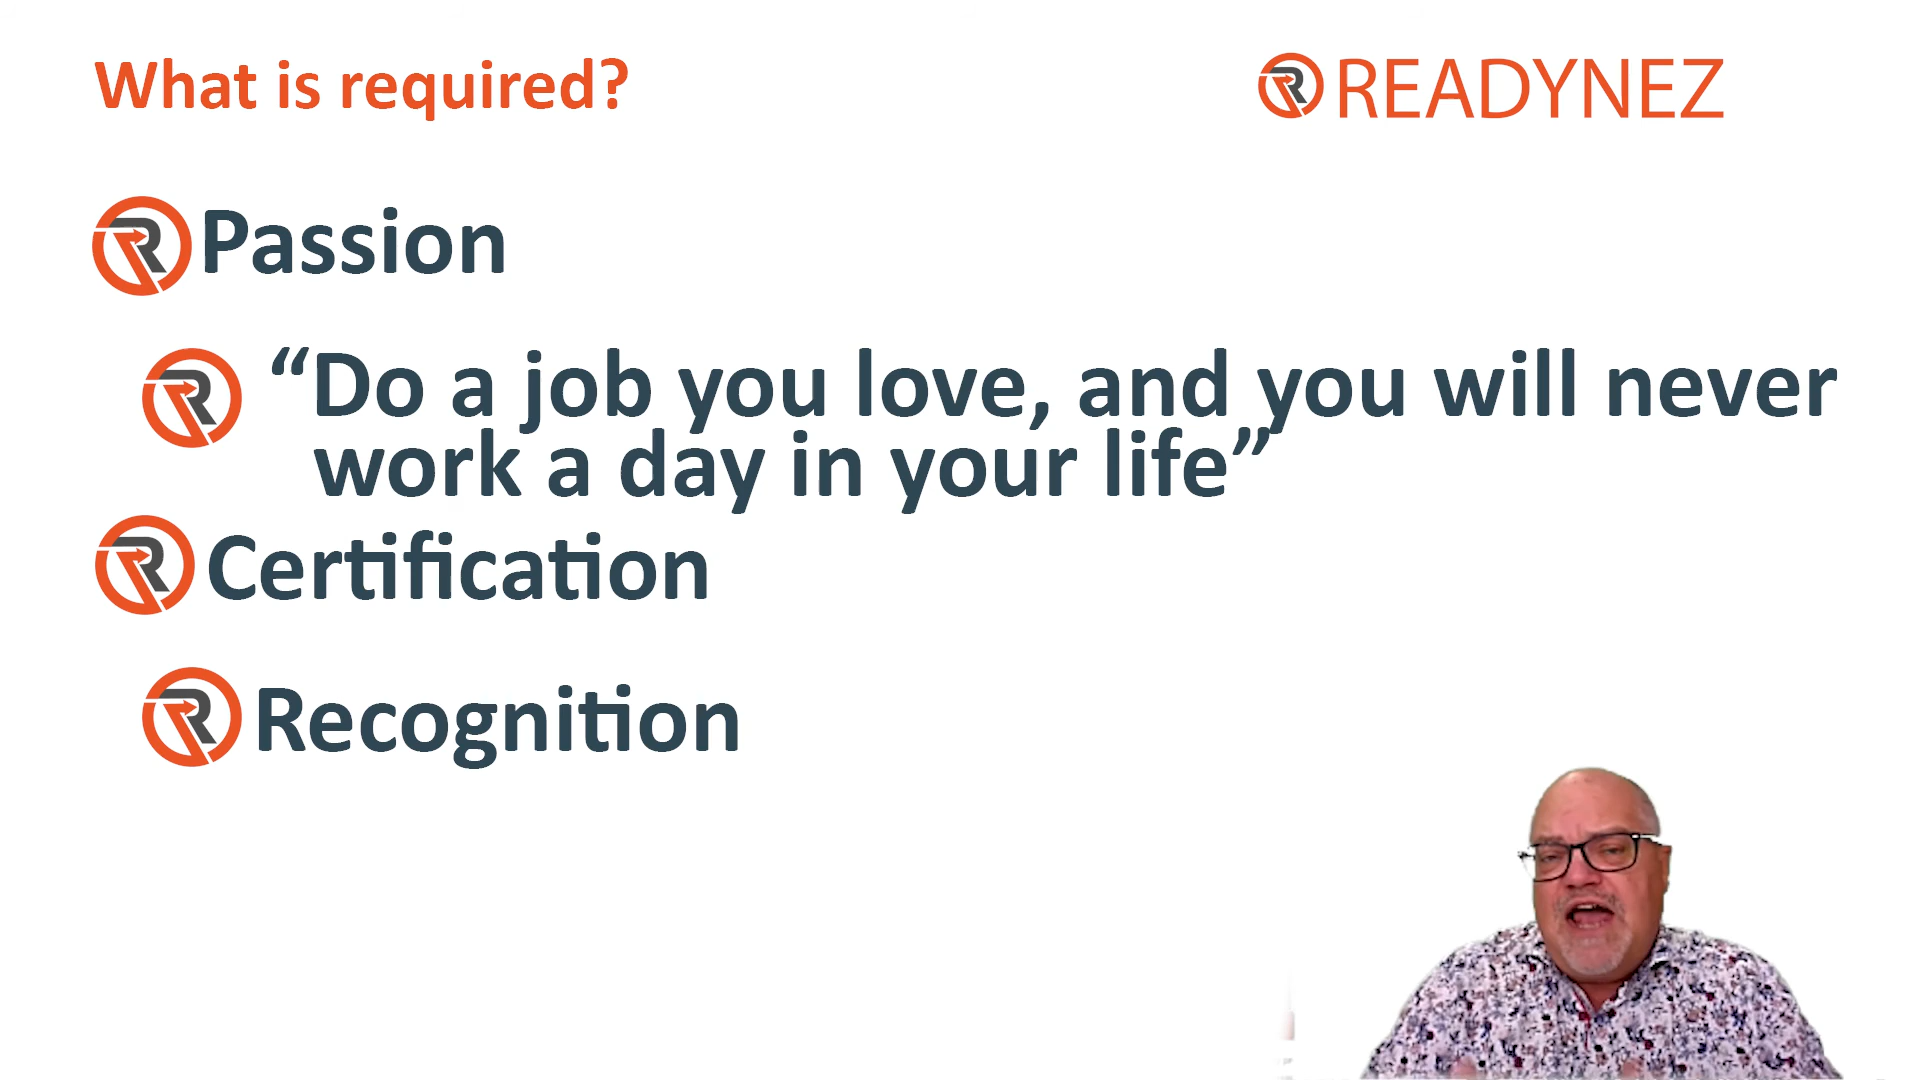 What is required?
READYNEZ
Passion
“Do a job you love, and you will never
work a day in your life”
Certification
Recognition